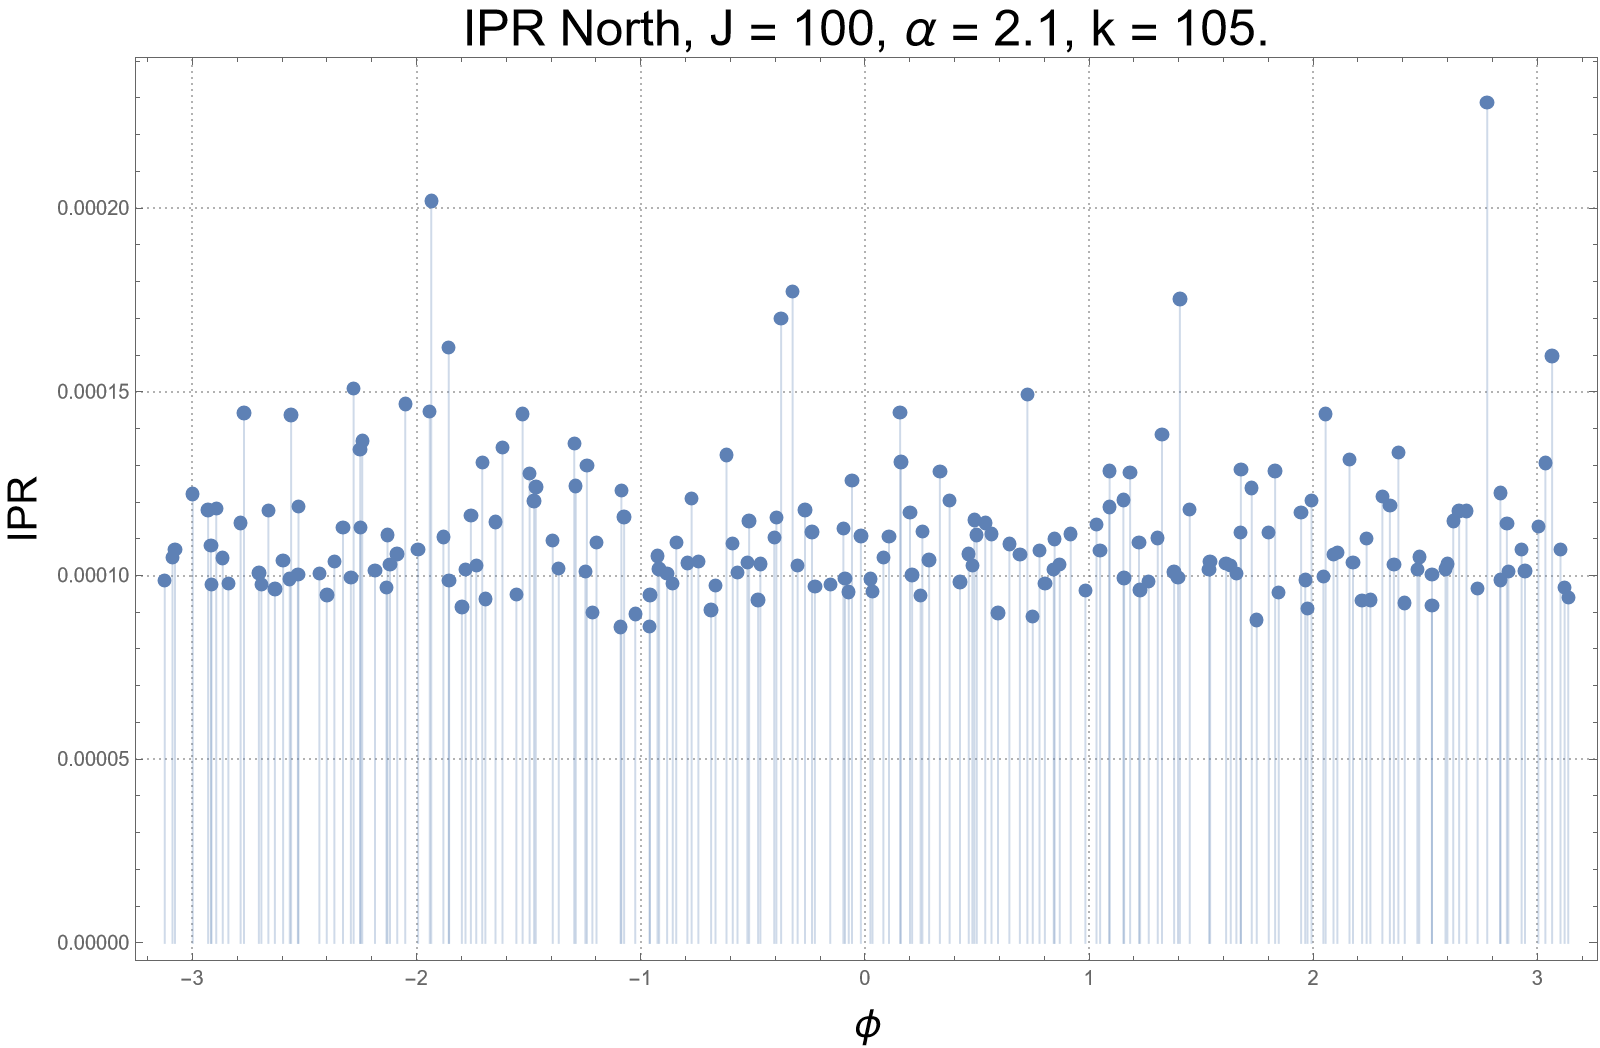 IPR North, J = 100, α = 2.1, k = 105.
IPR
0.00020
0.00015
0.00010
0.00005
0.00000
−3 −2 −1 0 1 2 3
ϕ